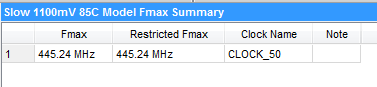 Slow 1100mV 85C Model Fmax Summary
Fmax Restricted Fmax Clock Name Note
1 445.24 MHz 445.24 MHz CLOCK_50